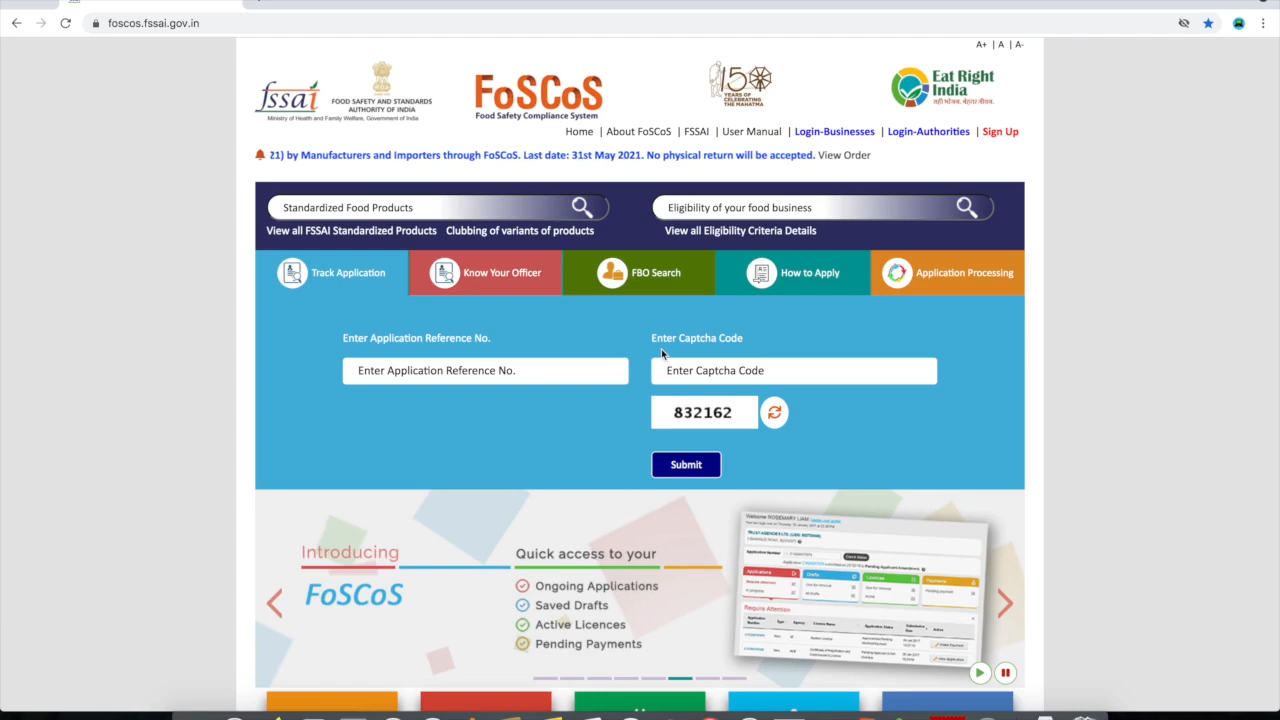 foscos.fssai.gov.in
A+ | A | A-
fssai
FOOD SAFETY AND STANDARDS
AUTHORITY OF INDIA
Ministry of Health and Family Welfare, Government of India
FoSCoS
Food Safety Compliance System
150
YEARS OF
CELEBRATING
THE MAHATMA
Eat Right
India
सही भोजन. बेहतर जीवन.
Home | About FoSCoS | FSSAI | User Manual | Login-Businesses | Login-Authorities | Sign Up
21) by Manufacturers and Importers through FoSCoS. Last date: 31st May 2021. No physical return will be accepted. View Order
Standardized Food Products
Eligibility of your food business
View all FSSAI Standardized Products Clubbing of variants of products
View all Eligibility Criteria Details
Track Application
Know Your Officer
FBO Search
How to Apply
Application Processing
Enter Application Reference No.
Enter Captcha Code
Enter Application Reference No.
Enter Captcha Code
832162
Submit
Introducing
FoSCoS
Quick access to your
Ongoing Applications
Saved Drafts
Active Licences
Pending Payments
Applications
Drafts
Licences
Payments
Require Attention